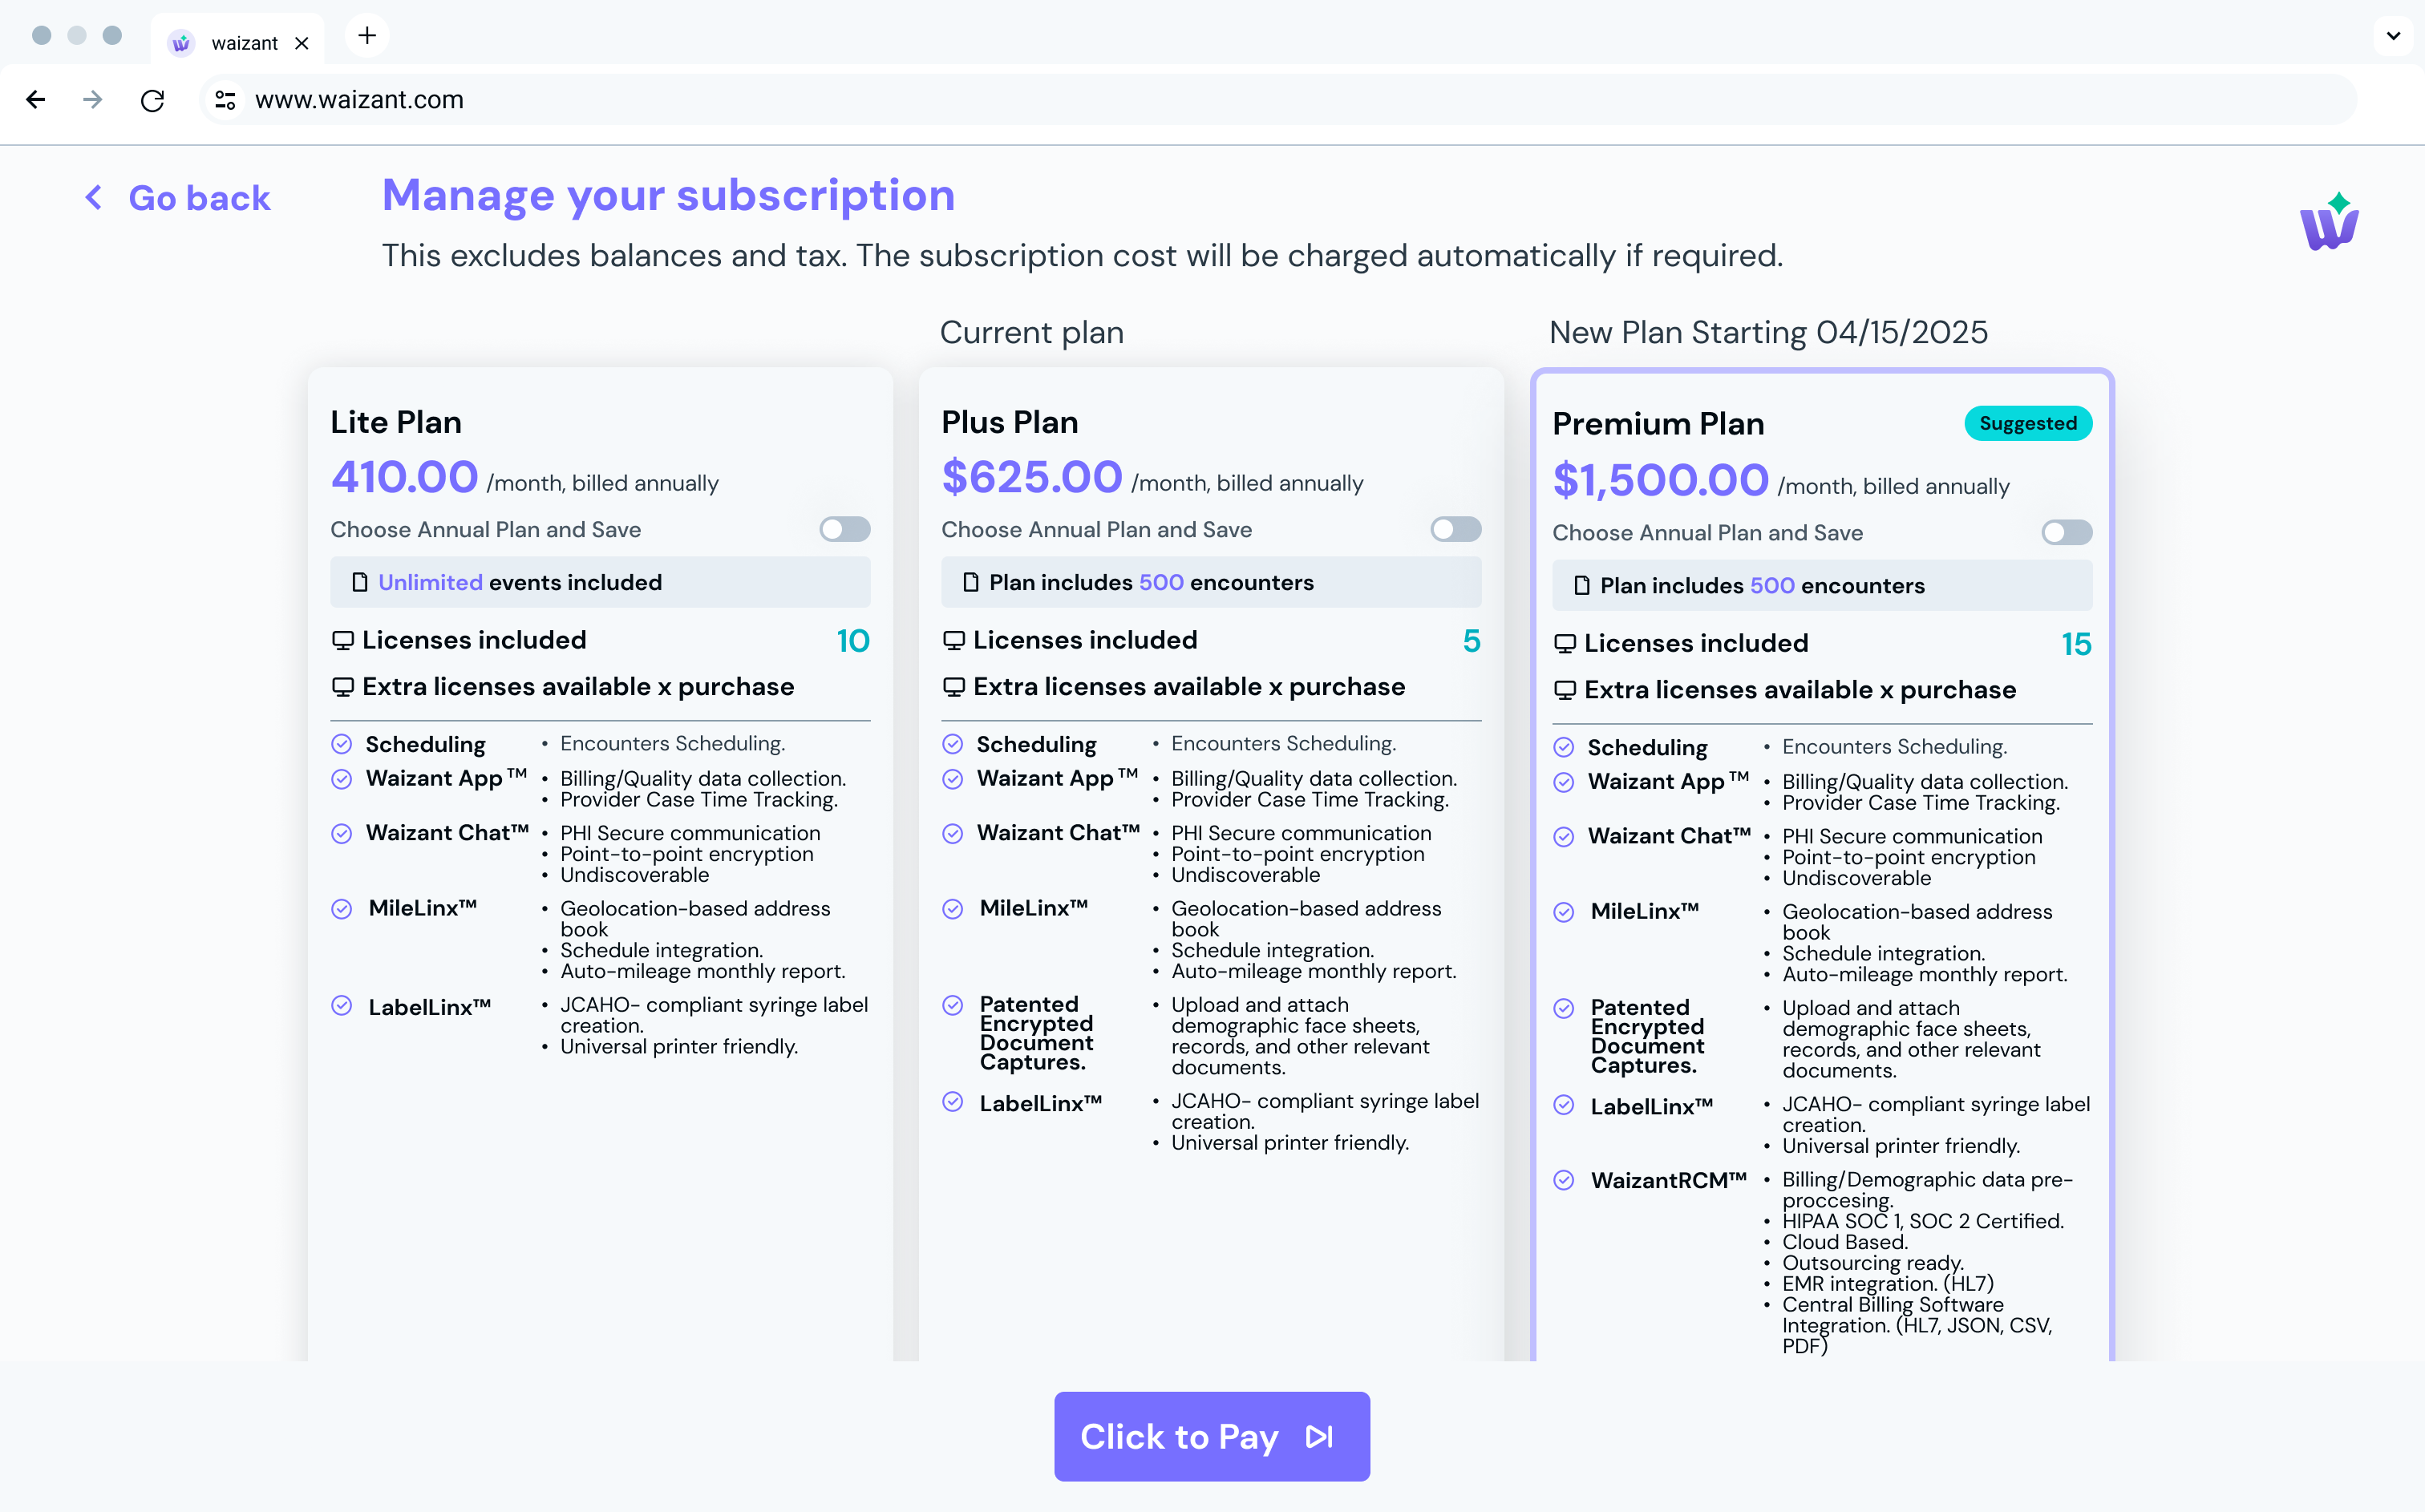 waizant
www.waizant.com
Go back
Manage your subscription
This excludes balances and tax. The subscription cost will be charged automatically if required.
Current plan
New Plan Starting 04/15/2025
Lite Plan
410.00 /month, billed annually
Choose Annual Plan and Save
Unlimited events included
Licenses included 10
Extra licenses available x purchase
Scheduling
• Encounters Scheduling.
Waizant App™
• Billing/Quality data collection.
• Provider Case Time Tracking.
Waizant Chat™
• PHI Secure communication
• Point-to-point encryption
• Undiscoverable
MileLinx™
• Geolocation-based address
book
• Schedule integration.
• Auto-mileage monthly report.
LabelLinx™
• JCAHO- compliant syringe label
creation.
• Universal printer friendly.
Plus Plan
$625.00 /month, billed annually
Choose Annual Plan and Save
Plan includes 500 encounters
Licenses included 5
Extra licenses available x purchase
Scheduling
• Encounters Scheduling.
Waizant App™
• Billing/Quality data collection.
• Provider Case Time Tracking.
Waizant Chat™
• PHI Secure communication
• Point-to-point encryption
• Undiscoverable
MileLinx™
• Geolocation-based address
book
• Schedule integration.
• Auto-mileage monthly report.
Patented
Encrypted
Document
Captures.
• Upload and attach
demographic face sheets,
records, and other relevant
documents.
LabelLinx™
• JCAHO- compliant syringe label
creation.
• Universal printer friendly.
Premium Plan
Suggested
$1,500.00 /month, billed annually
Choose Annual Plan and Save
Plan includes 500 encounters
Licenses included 15
Extra licenses available x purchase
Scheduling
• Encounters Scheduling.
Waizant App™
• Billing/Quality data collection.
• Provider Case Time Tracking.
Waizant Chat™
• PHI Secure communication
• Point-to-point encryption
• Undiscoverable
MileLinx™
• Geolocation-based address
book
• Schedule integration.
• Auto-mileage monthly report.
Patented
Encrypted
Document
Captures.
• Upload and attach
demographic face sheets,
records, and other relevant
documents.
LabelLinx™
• JCAHO- compliant syringe label
creation.
• Universal printer friendly.
WaizantRCM™
• Billing/Demographic data pre-
proccesing.
• HIPAA SOC 1, SOC 2 Certified.
• Cloud Based.
• Outsourcing ready.
• EMR integration. (HL7)
• Central Billing Software
Integration. (HL7, JSON, CSV,
PDF)
Click to Pay